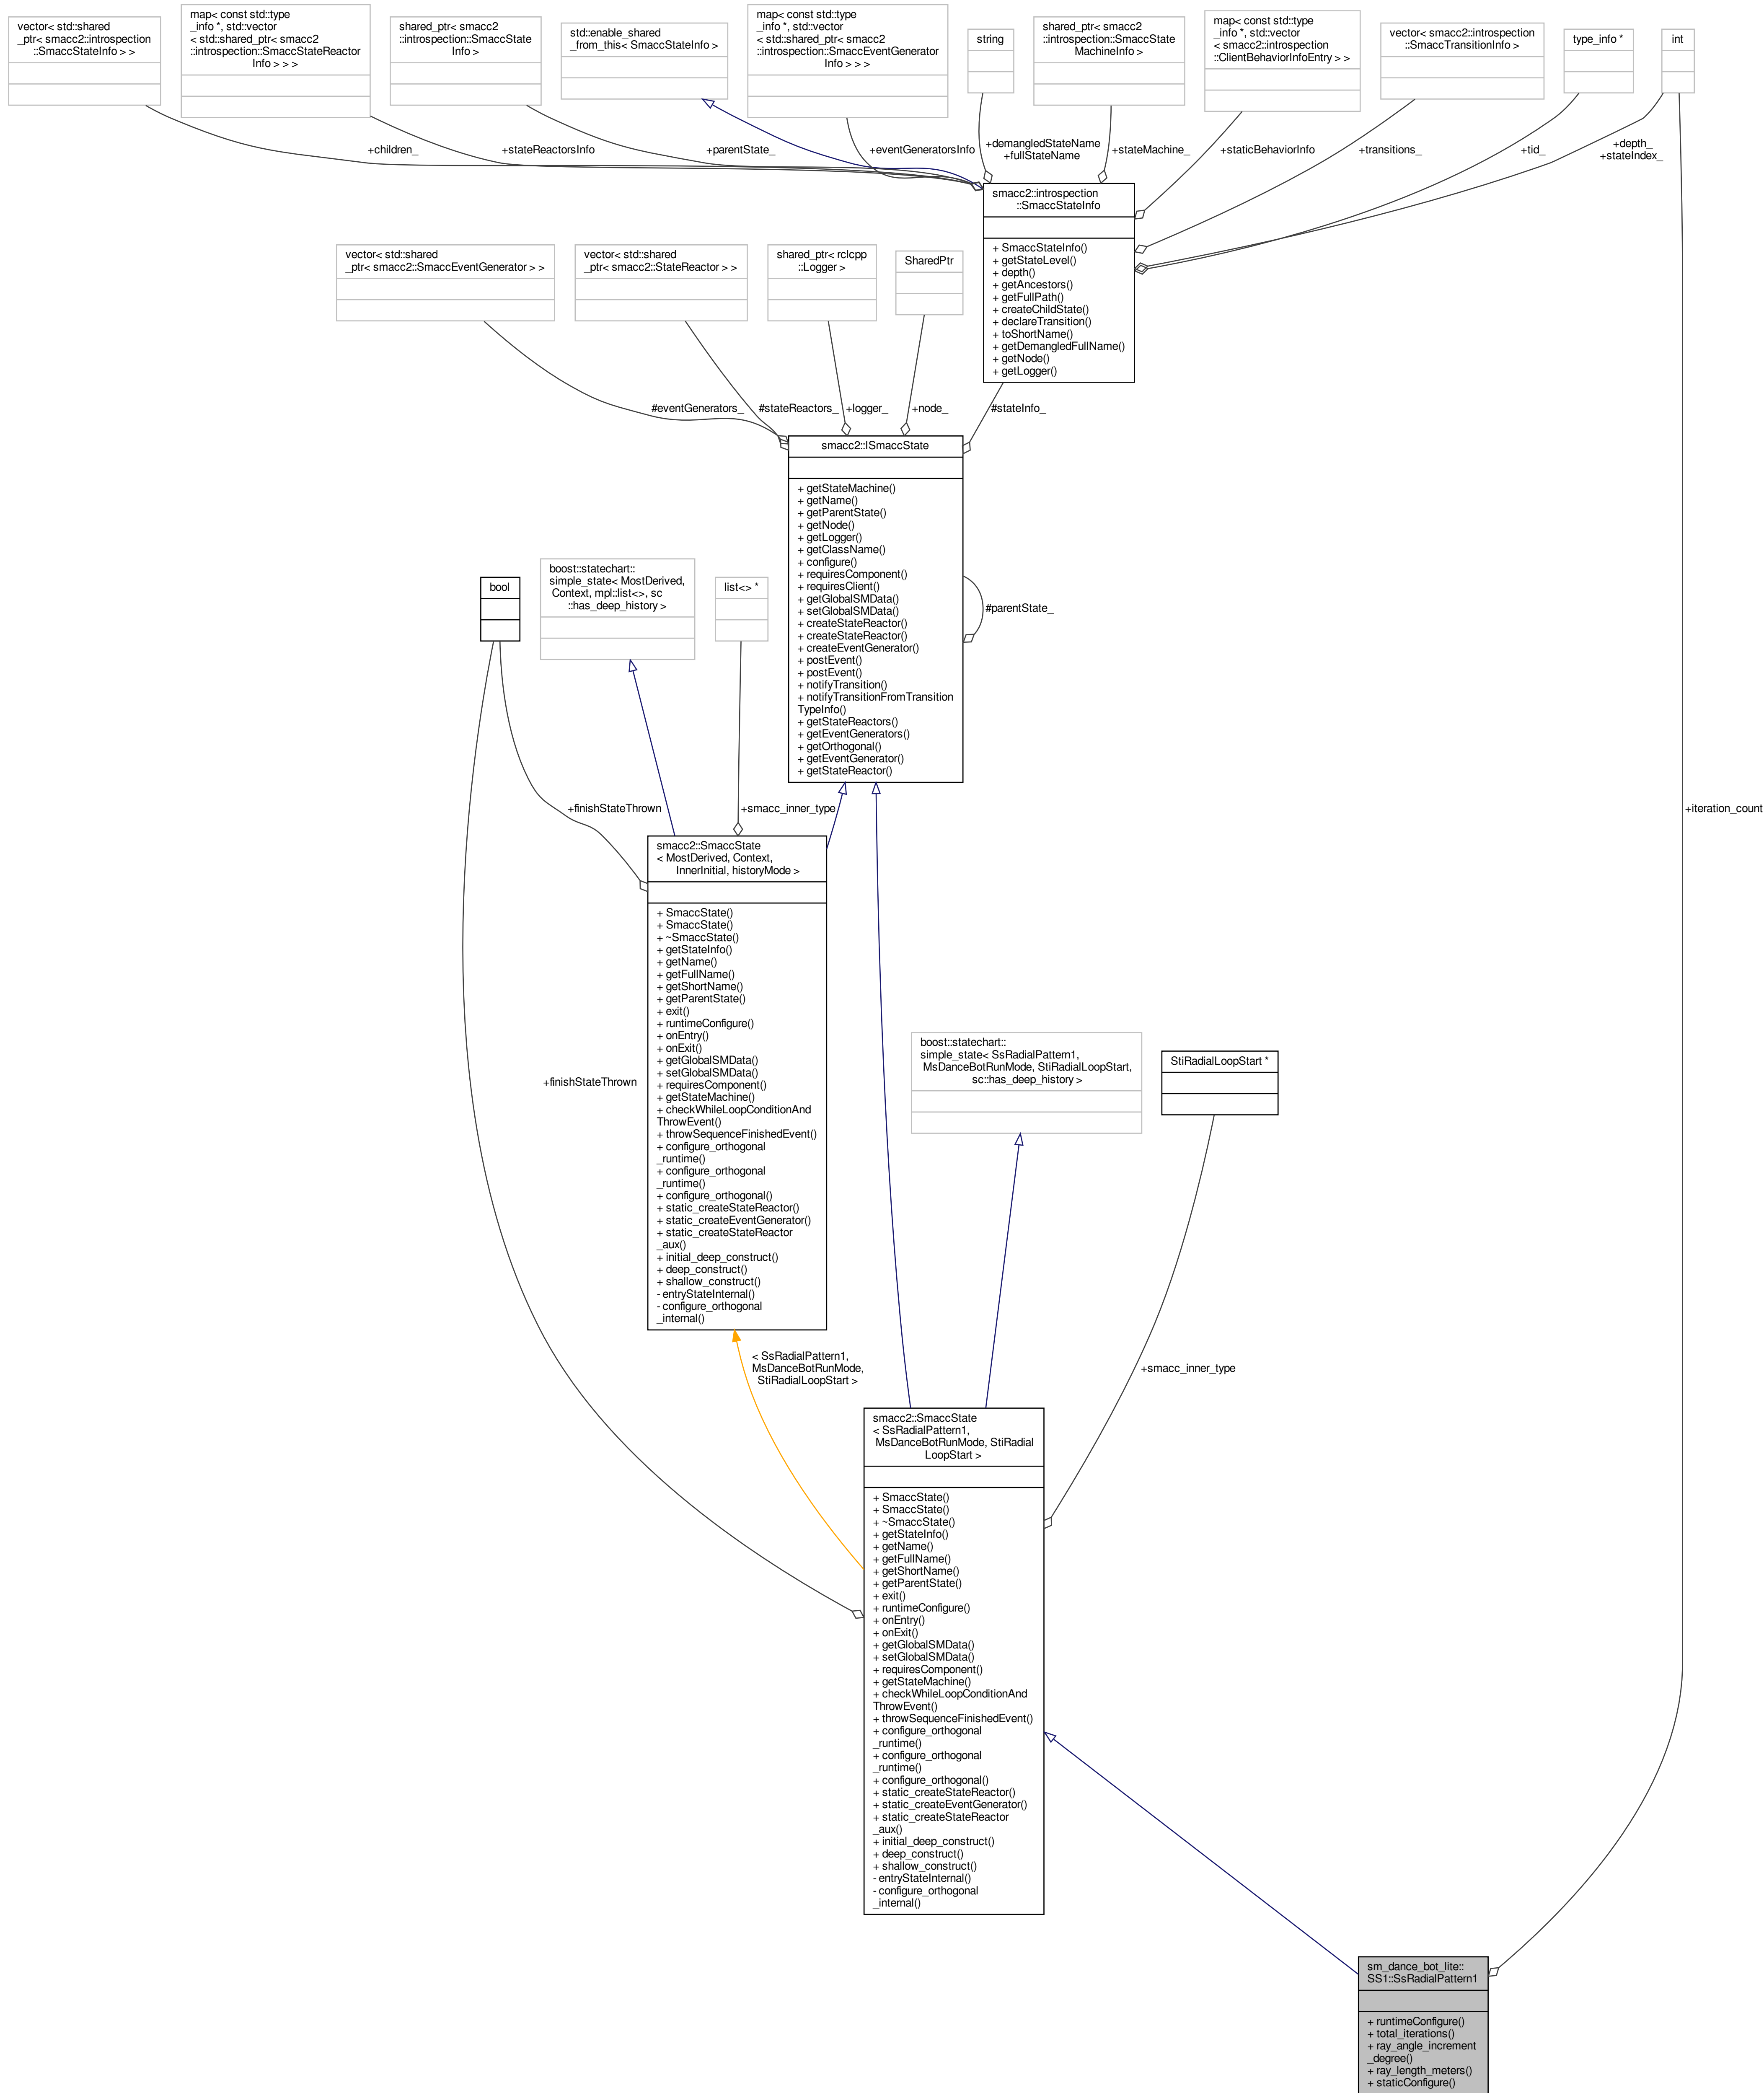 vector< std::shared
_ptr< smacc2::introspection
::SmaccStateInfo > >
map< const std::type
_info *, std::vector
< std::shared_ptr< smacc2
::introspection::SmaccStateReactor
Info > > >
shared_ptr< smacc2
::introspection::SmaccState
Info >
std::enable_shared
_from_this< SmaccStateInfo >
map< const std::type
_info *, std::vector
< std::shared_ptr< smacc2
::introspection::SmaccEventGenerator
Info > > >
string
shared_ptr< smacc2
::introspection::SmaccState
MachineInfo >
map< const std::type
_info *, std::vector
< smacc2::introspection
::ClientBehaviorInfoEntry > >
vector< smacc2::introspection
::SmaccTransitionInfo >
type_info *
int
+children_
+stateReactorsInfo
+parentState_
+eventGeneratorsInfo
+demangledStateName
+fullStateName
+stateMachine_
+staticBehaviorInfo
+transitions_
+tid_
+depth_
+stateIndex_
smacc2::introspection
::SmaccStateInfo
+ SmaccStateInfo()
+ getStateLevel()
+ depth()
+ getAncestors()
+ getFullPath()
+ createChildState()
+ declareTransition()
+ toShortName()
+ getDemangledFullName()
+ getNode()
+ getLogger()
vector< std::shared
_ptr< smacc2::SmaccEventGenerator > >
vector< std::shared
_ptr< smacc2::StateReactor > >
shared_ptr< rclcpp
::Logger >
SharedPtr
#eventGenerators_
#stateReactors_
+logger_
+node_
#stateInfo_
smacc2::ISmaccState
+ getStateMachine()
+ getName()
+ getParentState()
+ getNode()
+ getLogger()
+ getClassName()
+ configure()
+ requiresComponent()
+ requiresClient()
+ getGlobalSMData()
+ setGlobalSMData()
+ createStateReactor()
+ createStateReactor()
+ createEventGenerator()
+ postEvent()
+ postEvent()
+ notifyTransition()
+ notifyTransitionFromTransition
TypeInfo()
+ getStateReactors()
+ getEventGenerators()
+ getOrthogonal()
+ getEventGenerator()
+ getStateReactor()
#parentState_
bool
boost::statechart::
simple_state< MostDerived,
Context, mpl::list<>, sc
::has_deep_history >
list<> *
+finishStateThrown
+smacc_inner_type
+iteration_count
smacc2::SmaccState
< MostDerived, Context,
InnerInitial, historyMode >
+ SmaccState()
+ SmaccState()
+ ~SmaccState()
+ getStateInfo()
+ getName()
+ getFullName()
+ getShortName()
+ getParentState()
+ exit()
+ runtimeConfigure()
+ onEntry()
+ onExit()
+ getGlobalSMData()
+ setGlobalSMData()
+ requiresComponent()
+ getStateMachine()
+ checkWhileLoopConditionAnd
ThrowEvent()
+ throwSequenceFinishedEvent()
+ configure_orthogonal
_runtime()
+ configure_orthogonal
_runtime()
+ configure_orthogonal()
+ static_createStateReactor()
+ static_createEventGenerator()
+ static_createStateReactor
_aux()
+ initial_deep_construct()
+ deep_construct()
+ shallow_construct()
- entryStateInternal()
- configure_orthogonal
_internal()
+finishStateThrown
boost::statechart::
simple_state< SsRadialPattern1,
MsDanceBotRunMode, StiRadialLoopStart,
sc::has_deep_history >
StiRadialLoopStart *
< SsRadialPattern1,
MsDanceBotRunMode,
StiRadialLoopStart >
+smacc_inner_type
smacc2::SmaccState
< SsRadialPattern1,
MsDanceBotRunMode, StiRadial
LoopStart >
+ SmaccState()
+ SmaccState()
+ ~SmaccState()
+ getStateInfo()
+ getName()
+ getFullName()
+ getShortName()
+ getParentState()
+ exit()
+ runtimeConfigure()
+ onEntry()
+ onExit()
+ getGlobalSMData()
+ setGlobalSMData()
+ requiresComponent()
+ getStateMachine()
+ checkWhileLoopConditionAnd
ThrowEvent()
+ throwSequenceFinishedEvent()
+ configure_orthogonal
_runtime()
+ configure_orthogonal
_runtime()
+ configure_orthogonal()
+ static_createStateReactor()
+ static_createEventGenerator()
+ static_createStateReactor
_aux()
+ initial_deep_construct()
+ deep_construct()
+ shallow_construct()
- entryStateInternal()
- configure_orthogonal
_internal()
sm_dance_bot_lite::
SS1::SsRadialPattern1
+ runtimeConfigure()
+ total_iterations()
+ ray_angle_increment
_degree()
+ ray_length_meters()
+ staticConfigure()